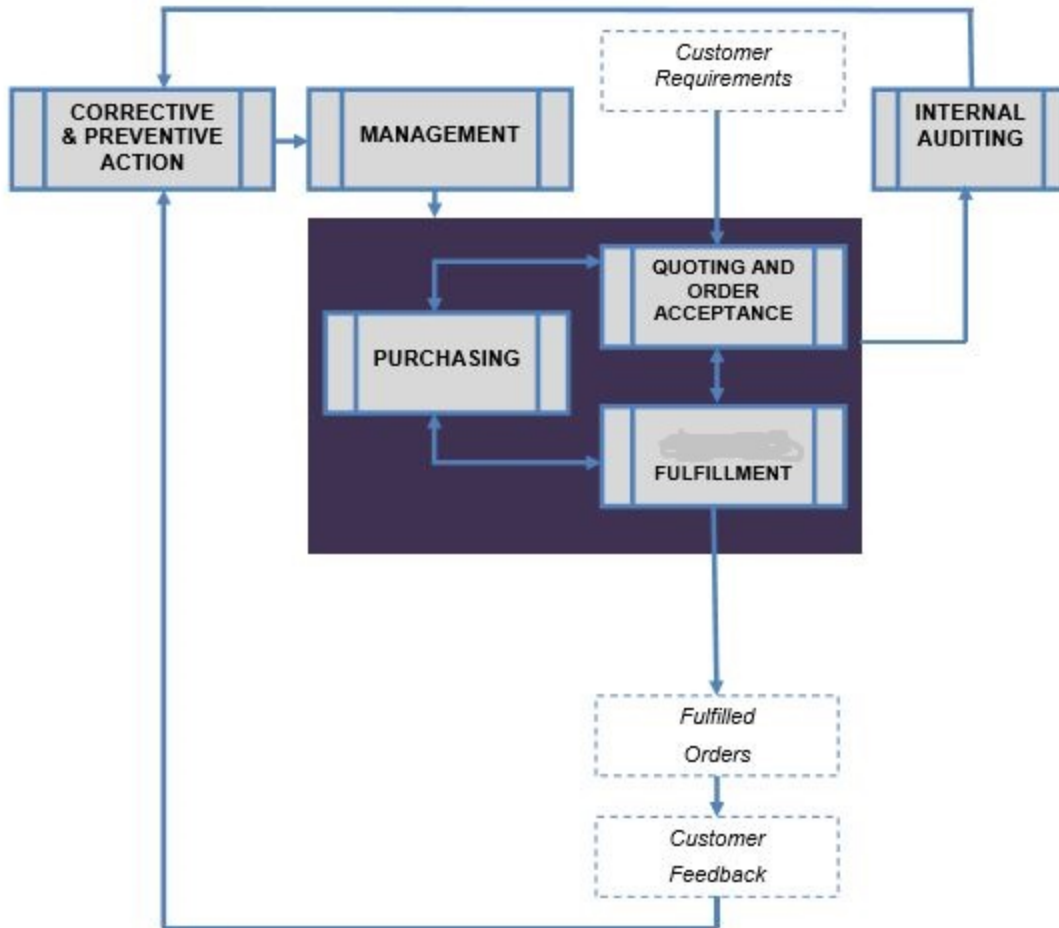 Customer
Requirements
CORRECTIVE
& PREVENTIVE
ACTION
MANAGEMENT
INTERNAL
AUDITING
QUOTING AND
ORDER
ACCEPTANCE
PURCHASING
FULFILLMENT
Fulfilled
Orders
Customer
Feedback